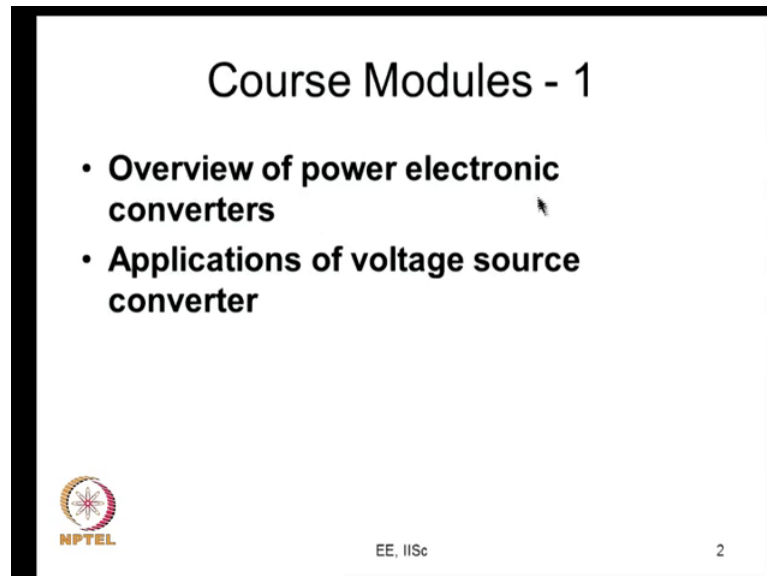 Course Modules - 1
• Overview of power electronic
converters
• Applications of voltage source
converter
NPTEL
EE, IISc
2